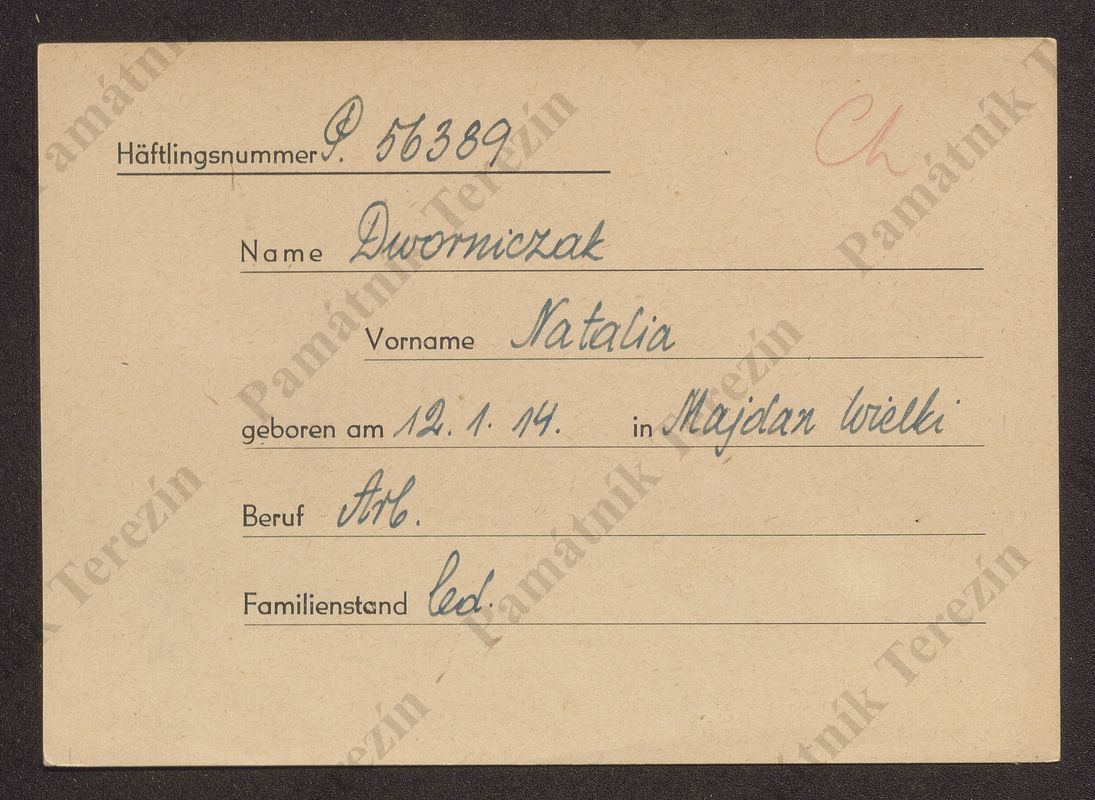 Häftlingsnummer P. 56389
Ch
Name Dworniczak
Vorname Natalia
geboren am 12. 1. 14. in Majdan Wielki
Beruf Arb.
Familienstand led.
Památník Terezín